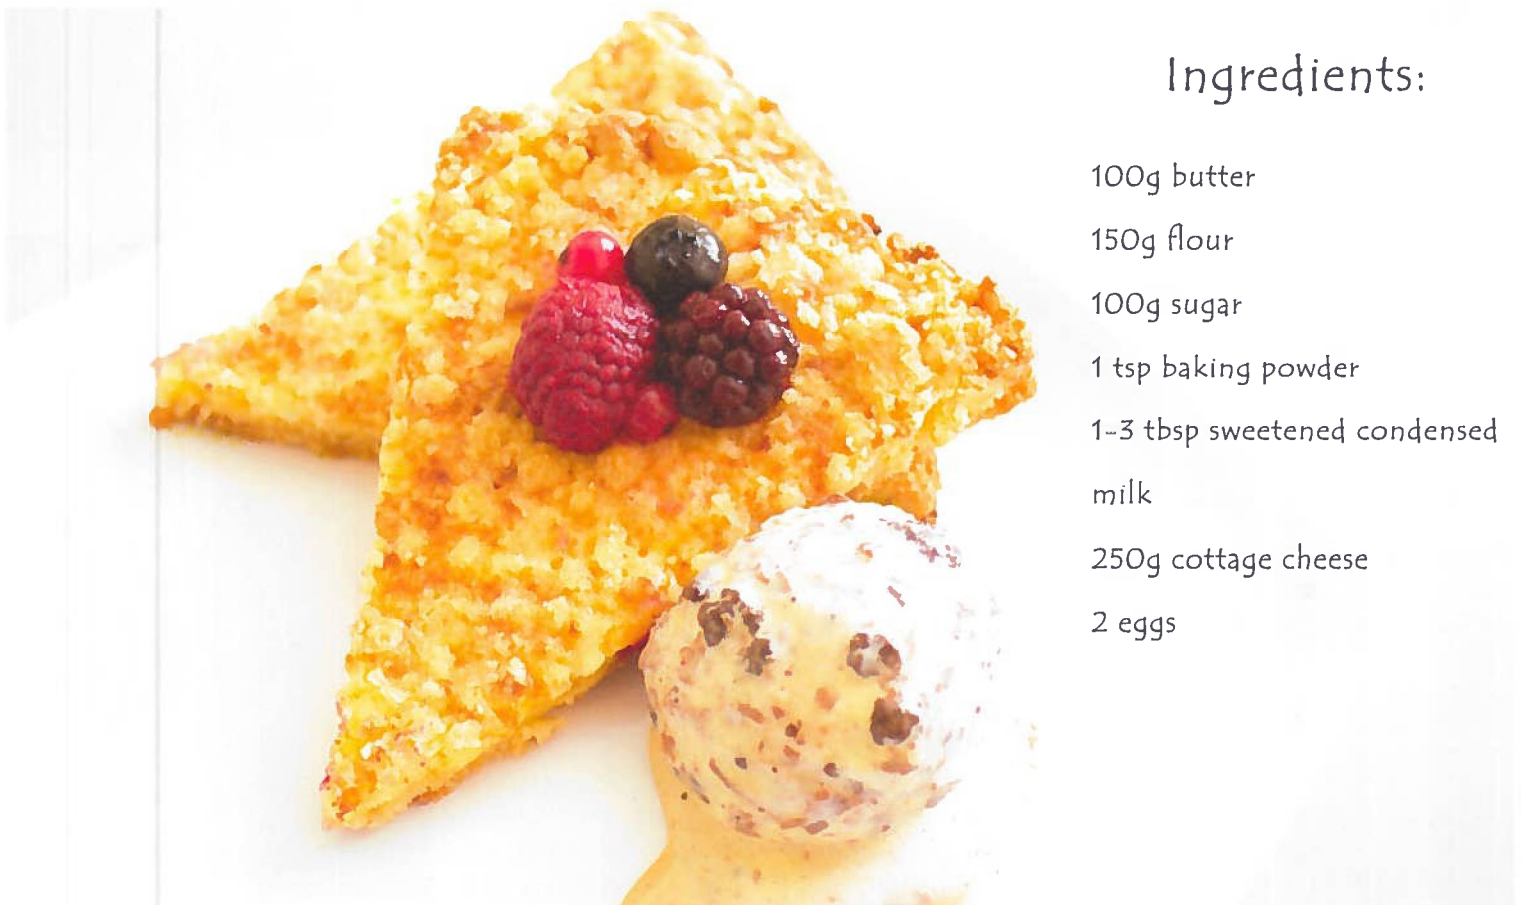 Ingredients:
100g butter
150g flour
100g sugar
1 tsp baking powder
1-3 tbsp sweetened condensed
milk
250g cottage cheese
2 eggs